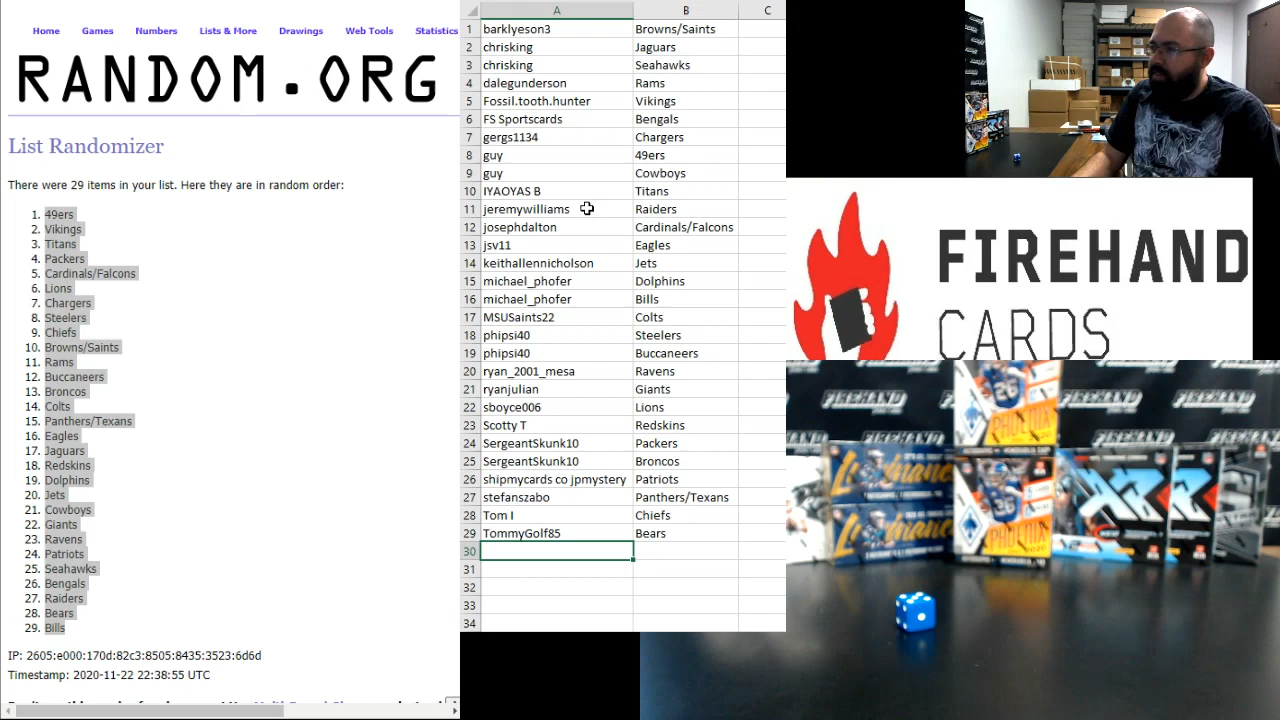 Home Games Numbers Lists & More Drawings Web Tools Statistics
RANDOM.ORG
List Randomizer
There were 29 items in your list. Here they are in random order:
1. 49ers
2. Vikings
3. Titans
4. Packers
5. Cardinals/Falcons
6. Lions
7. Chargers
8. Steelers
9. Chiefs
10. Browns/Saints
11. Rams
12. Buccaneers
13. Broncos
14. Colts
15. Panthers/Texans
16. Eagles
17. Jaguars
18. Redskins
19. Dolphins
20. Jets
21. Cowboys
22. Giants
23. Ravens
24. Patriots
25. Seahawks
26. Bengals
27. Raiders
28. Bears
29. Bills
IP: 2605:e000:170d:82c3:8505:8435:3523:6d6d
Timestamp: 2020-11-22 22:38:55 UTC
A B C
1 barklyeson3 Browns/Saints
2 chrisking Jaguars
3 chrisking Seahawks
4 dalegunderson Rams
5 Fossil.tooth.hunter Vikings
6 FS Sportscards Bengals
7 gergs1134 Chargers
8 guy 49ers
9 guy Cowboys
10 IYAOYAS B Titans
11 jeremywilliams Raiders
12 josephdalton Cardinals/Falcons
13 jsv11 Eagles
14 keithallennicholson Jets
15 michael_phofer Dolphins
16 michael_phofer Bills
17 MSUSaints22 Colts
18 phipsi40 Steelers
19 phipsi40 Buccaneers
20 ryan_2001_mesa Ravens
21 ryanjulian Giants
22 sboyce006 Lions
23 Scotty T Redskins
24 SergeantSkunk10 Packers
25 SergeantSkunk10 Broncos
26 shipmycards co jpmystery Patriots
27 stefanszabo Panthers/Texans
28 Tom I Chiefs
29 TommyGolf85 Bears
30
31
32
33
34
FIREHAND
CARDS
FIREHAND
FIREHAND
FIREHAND
PHOENIX
PHOENIX